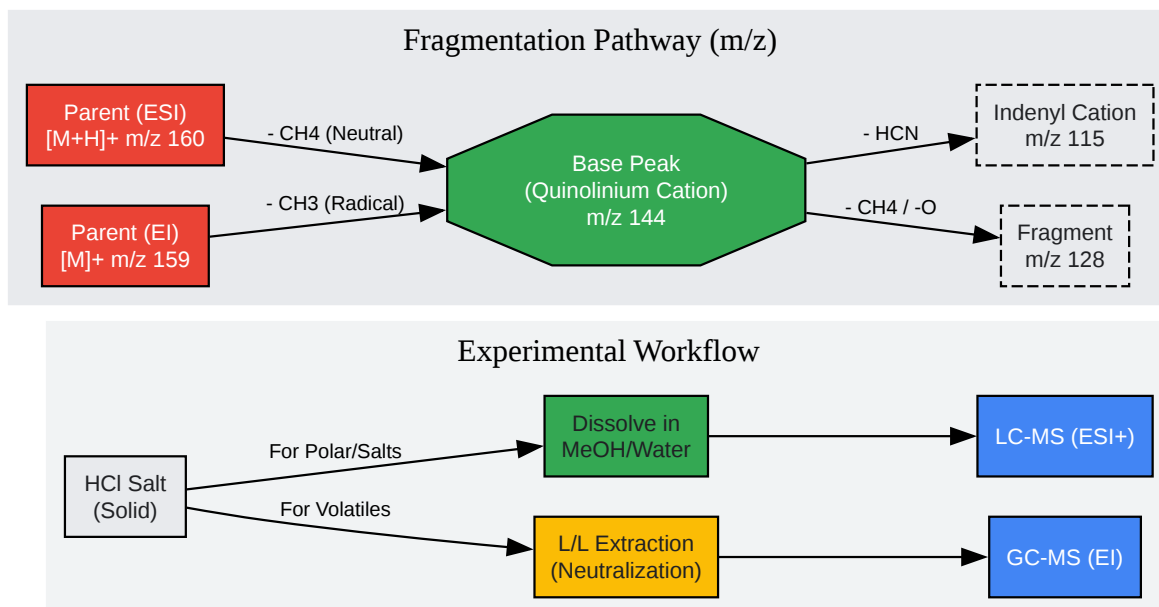 Fragmentation Pathway (m/z)
Parent (ESI)
[M+H]+ m/z 160
- CH4 (Neutral)
Parent (EI)
[M]+ m/z 159
- CH3 (Radical)
Base Peak
(Quinolinium Cation)
m/z 144
- HCN
Indenyl Cation
m/z 115
- CH4 / -O
Fragment
m/z 128
Experimental Workflow
HCl Salt
(Solid)
For Polar/Salts
Dissolve in
MeOH/Water
LC-MS (ESI+)
For Volatiles
L/L Extraction
(Neutralization)
GC-MS (EI)